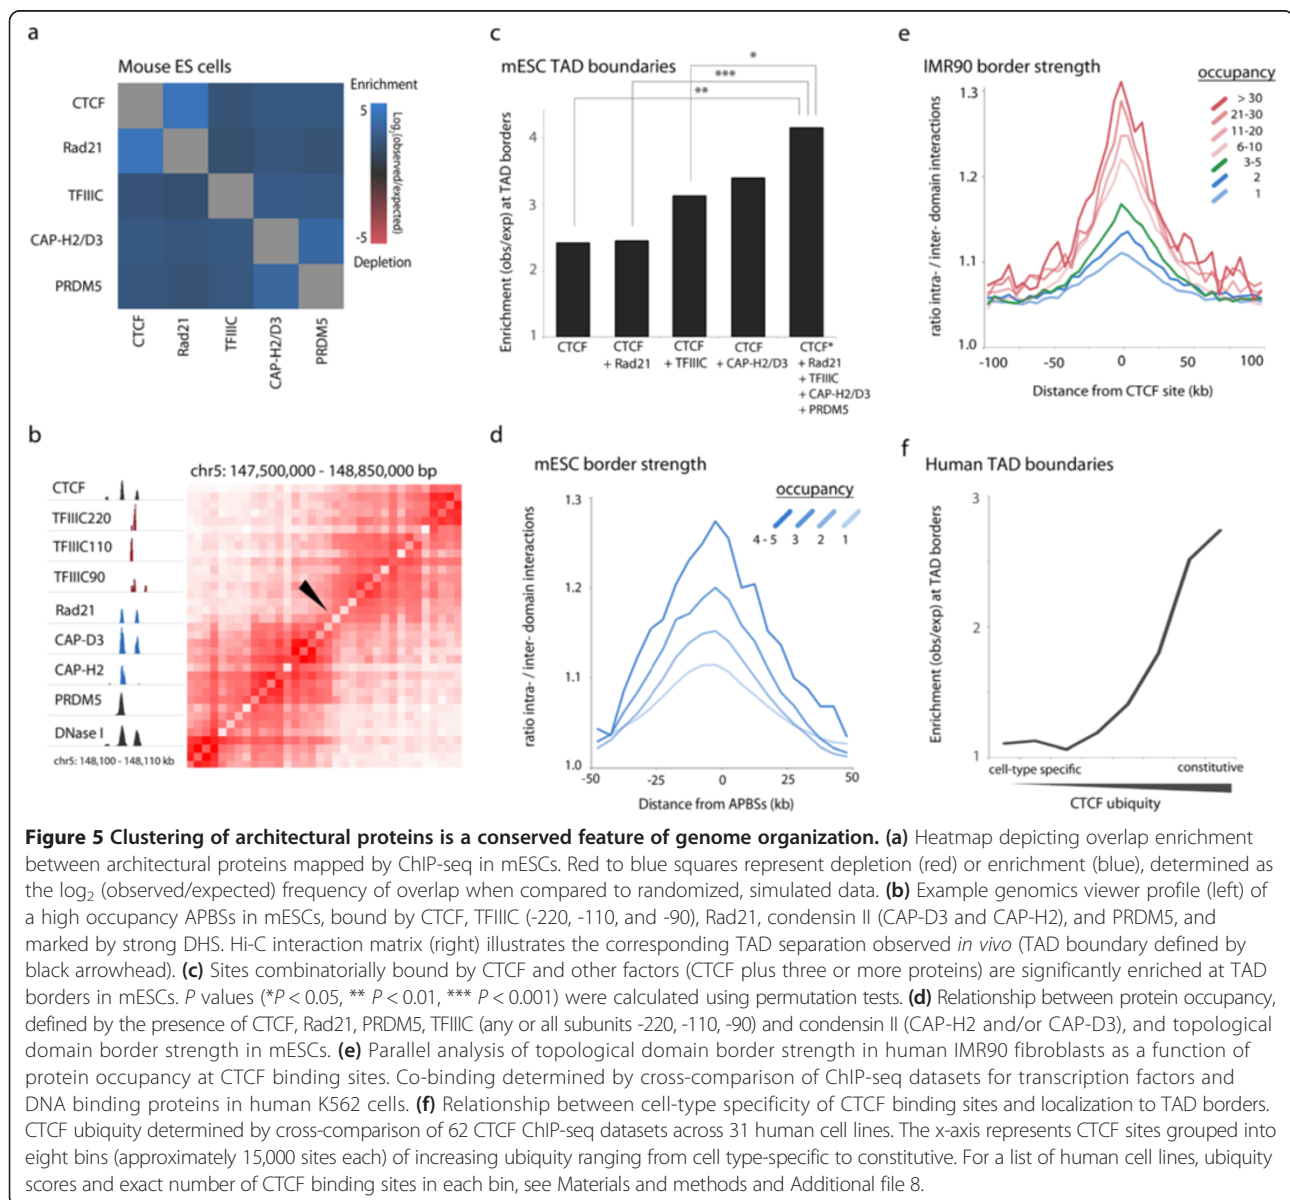 a
Mouse ES cells
CTCF
Rad21
TFIIIC
CAP-H2/D3
PRDM5
CTCF
Rad21
TFIIIC
CAP-H2/D3
PRDM5
Enrichment
5
Log₂(observed/expected)
-5
Depletion
c
mESC TAD boundaries
*
***
**
Enrichment (obs/exp) at TAD borders
4
3
2
1
CTCF
CTCF
+ Rad21
CTCF
+ TFIIIC
CTCF
+ CAP-H2/D3
CTCF*
+ Rad21
+ TFIIIC
+ CAP-H2/D3
+ PRDM5
e
IMR90 border strength
occupancy
> 30
21-30
11-20
6-10
3-5
2
1
ratio intra- / inter- domain interactions
1.3
1.2
1.1
1.0
-100
-50
0
50
100
Distance from CTCF site (kb)
b
chr5: 147,500,000 - 148,850,000 bp
CTCF
TFIIIC220
TFIIIC110
TFIIIC90
Rad21
CAP-D3
CAP-H2
PRDM5
DNase I
chr5: 148,100 - 148,110 kb
d
mESC border strength
occupancy
4 - 5 3 2 1
ratio intra- / inter- domain interactions
1.3
1.2
1.1
1.0
-50
-25
0
25
50
Distance from APBSs (kb)
f
Human TAD boundaries
Enrichment (obs/exp) at TAD borders
3
2
1
cell-type specific
constitutive
CTCF ubiquity
Figure 5 Clustering of architectural proteins is a conserved feature of genome organization. (a) Heatmap depicting overlap enrichment
between architectural proteins mapped by ChIP-seq in mESCs. Red to blue squares represent depletion (red) or enrichment (blue), determined as
the log₂ (observed/expected) frequency of overlap when compared to randomized, simulated data. (b) Example genomics viewer profile (left) of
a high occupancy APBSs in mESCs, bound by CTCF, TFIIIC (-220, -110, and -90), Rad21, condensin II (CAP-D3 and CAP-H2), and PRDM5, and
marked by strong DHS. Hi-C interaction matrix (right) illustrates the corresponding TAD separation observed in vivo (TAD boundary defined by
black arrowhead). (c) Sites combinatorially bound by CTCF and other factors (CTCF plus three or more proteins) are significantly enriched at TAD
borders in mESCs. P values (*P < 0.05, ** P < 0.01, *** P < 0.001) were calculated using permutation tests. (d) Relationship between protein occupancy,
defined by the presence of CTCF, Rad21, PRDM5, TFIIIC (any or all subunits -220, -110, -90) and condensin II (CAP-H2 and/or CAP-D3), and topological
domain border strength in mESCs. (e) Parallel analysis of topological domain border strength in human IMR90 fibroblasts as a function of
protein occupancy at CTCF binding sites. Co-binding determined by cross-comparison of ChIP-seq datasets for transcription factors and
DNA binding proteins in human K562 cells. (f) Relationship between cell-type specificity of CTCF binding sites and localization to TAD borders.
CTCF ubiquity determined by cross-comparison of 62 CTCF ChIP-seq datasets across 31 human cell lines. The x-axis represents CTCF sites grouped into
eight bins (approximately 15,000 sites each) of increasing ubiquity ranging from cell type-specific to constitutive. For a list of human cell lines, ubiquity
scores and exact number of CTCF binding sites in each bin, see Materials and methods and Additional file 8.